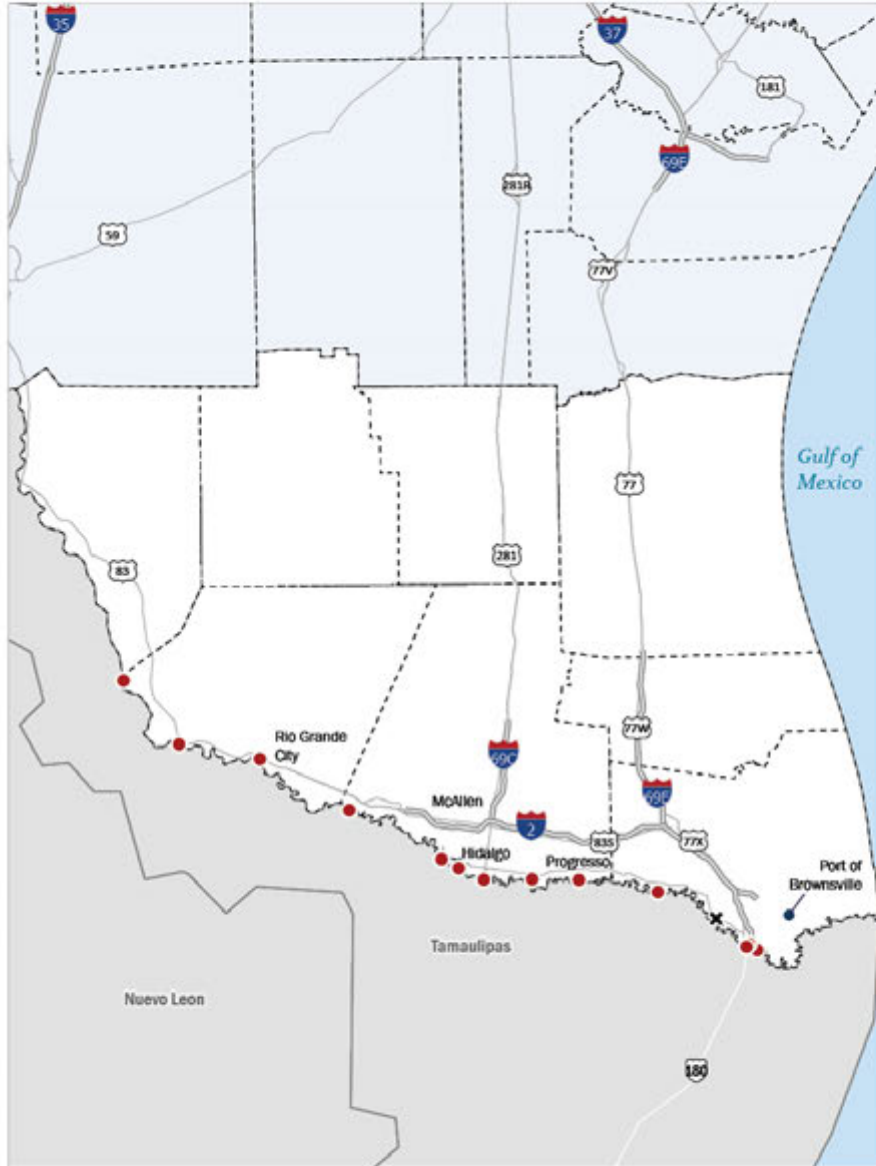 35
37
181
69E
281R
59
77V
Gulf of
Mexico
77
281
83
Rio Grande
City
77W
69C
69E
McAllen
2
83S
77X
Hidalgo
Progresso
Port of
Brownsville
Tamaulipas
Nuevo Leon
180